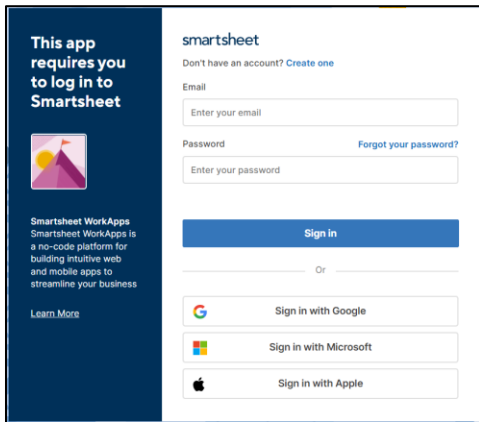 This app
requires you
to log in to
Smartsheet
Smartsheet WorkApps
Smartsheet WorkApps is
a no-code platform for
building intuitive web
and mobile apps to
streamline your business
Learn More
smartsheet
Don't have an account? Create one
Email
Enter your email
Password Forgot your password?
Enter your password
Sign in
Or
Sign in with Google
Sign in with Microsoft
Sign in with Apple